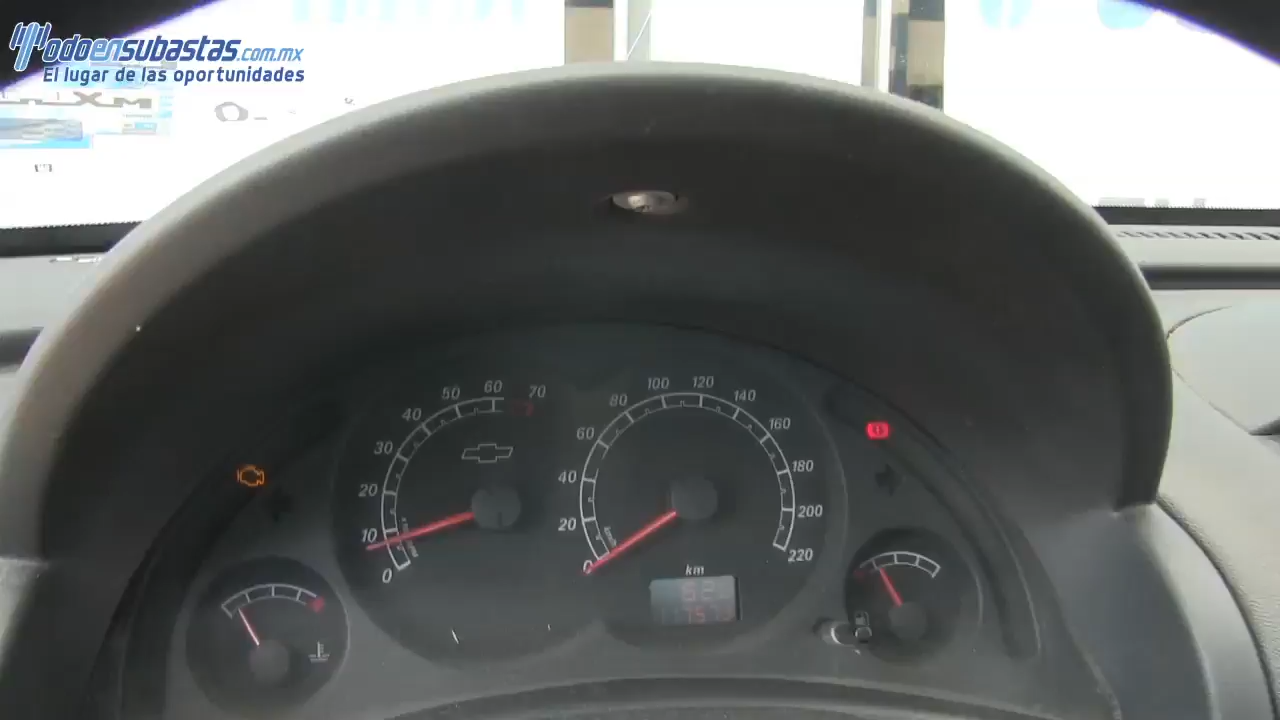 todoensubastas.com.mx
El lugar de las oportunidades
0 10 20 30 40 50 60 70
0 20 40 60 80 100 120 140 160 180 200 220
km/h
km